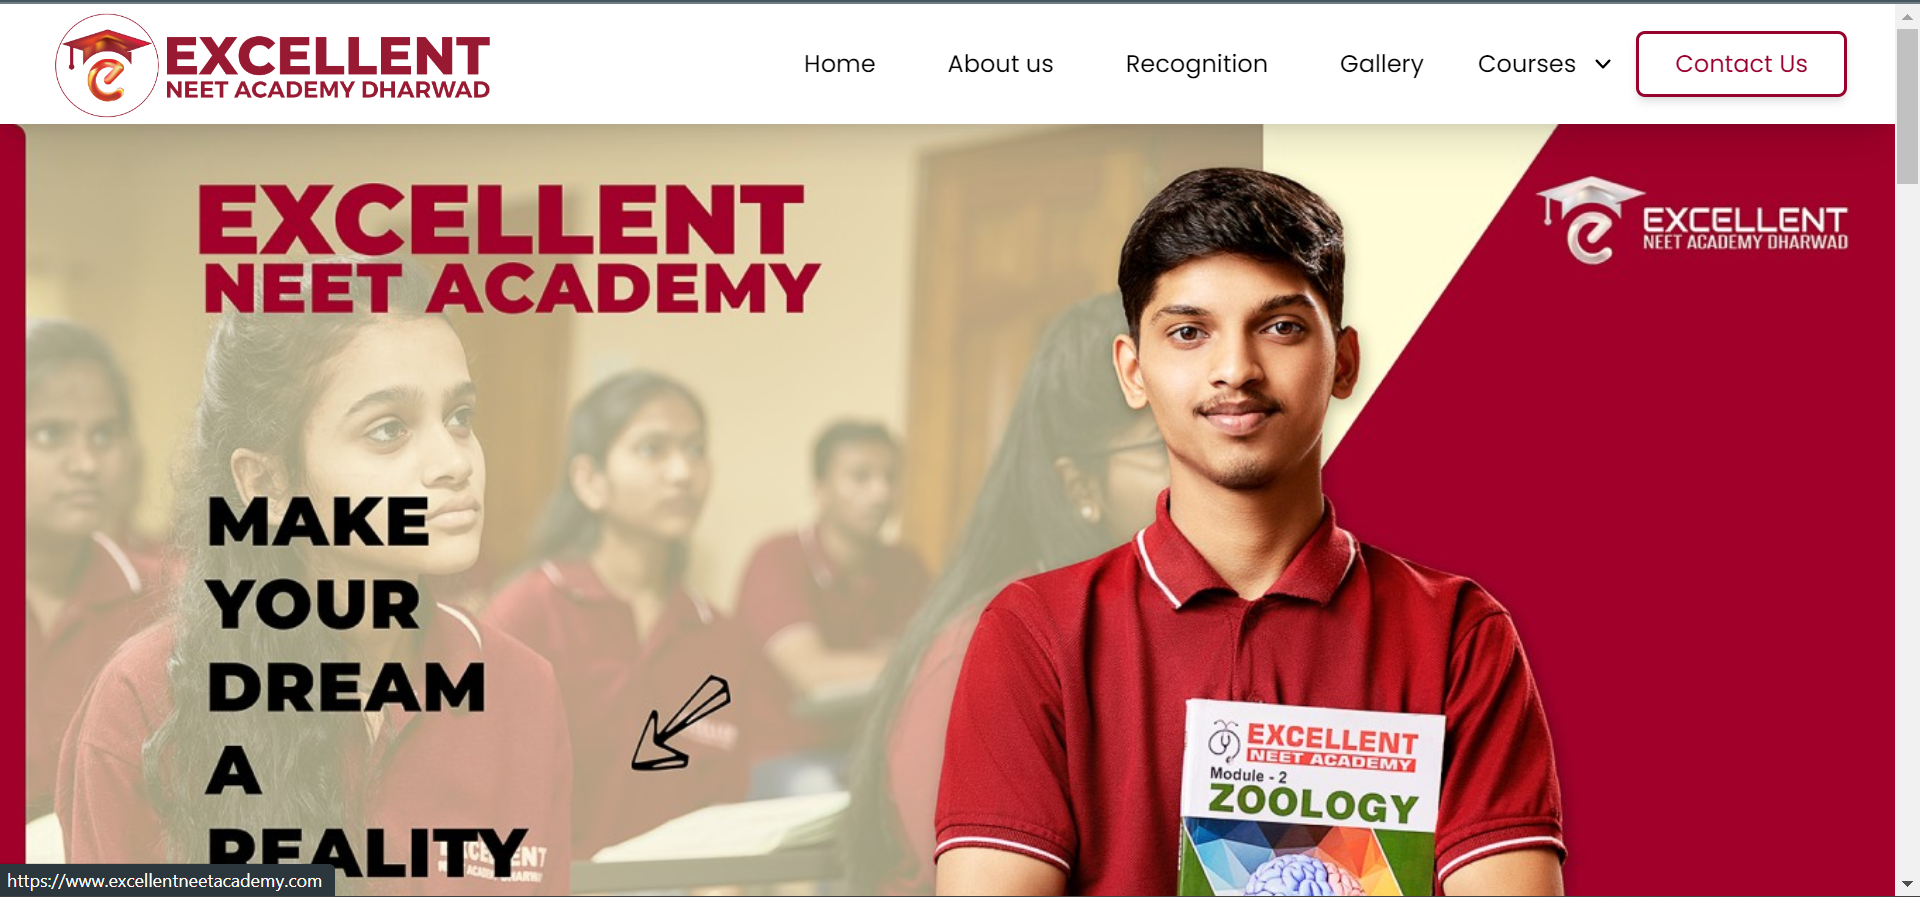 EXCELLENT
NEET ACADEMY DHARWAD
Home
About us
Recognition
Gallery
Courses
Contact Us
EXCELLENT
NEET ACADEMY
EXCELLENT
NEET ACADEMY DHARWAD
MAKE
YOUR
DREAM
A
REALITY
EXCELLENT
NEET ACADEMY
Module - 2
ZOOLOGY
https://www.excellentneetacademy.com